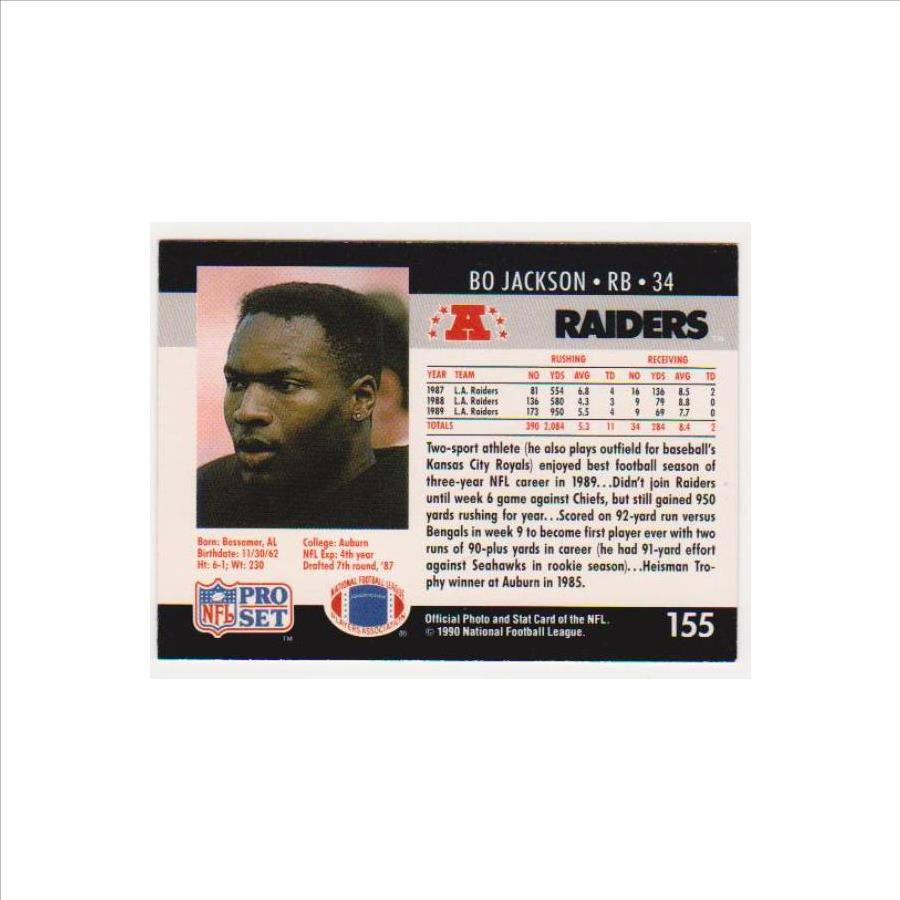 BO JACKSON • RB • 34
A
RAIDERS™
RUSHING RECEIVING
YEAR TEAM NO YDS AVG TD NO YDS AVG TD
1987 L.A. Raiders 81 554 6.8 4 16 136 8.5 2
1988 L.A. Raiders 136 580 4.3 3 9 79 8.8 0
1989 L.A. Raiders 173 950 5.5 4 9 69 7.7 0
TOTALS 390 2,084 5.3 11 34 284 8.4 2
Two-sport athlete (he also plays outfield for baseball's
Kansas City Royals) enjoyed best football season of
three-year NFL career in 1989...Didn't join Raiders
until week 6 game against Chiefs, but still gained 950
yards rushing for year...Scored on 92-yard run versus
Bengals in week 9 to become first player ever with two
runs of 90-plus yards in career (he had 91-yard effort
against Seahawks in rookie season)...Heisman Tro-
phy winner at Auburn in 1985.
Born: Bessemer, AL
Birthdate: 11/30/62
Ht: 6-1; Wt: 230
College: Auburn
NFL Exp: 4th year
Drafted 7th round, '87
NFL
PRO
SET
™
NATIONAL FOOTBALL LEAGUE
PLAYERS ASSOCIATION
®
Official Photo and Stat Card of the NFL.
© 1990 National Football League.
155